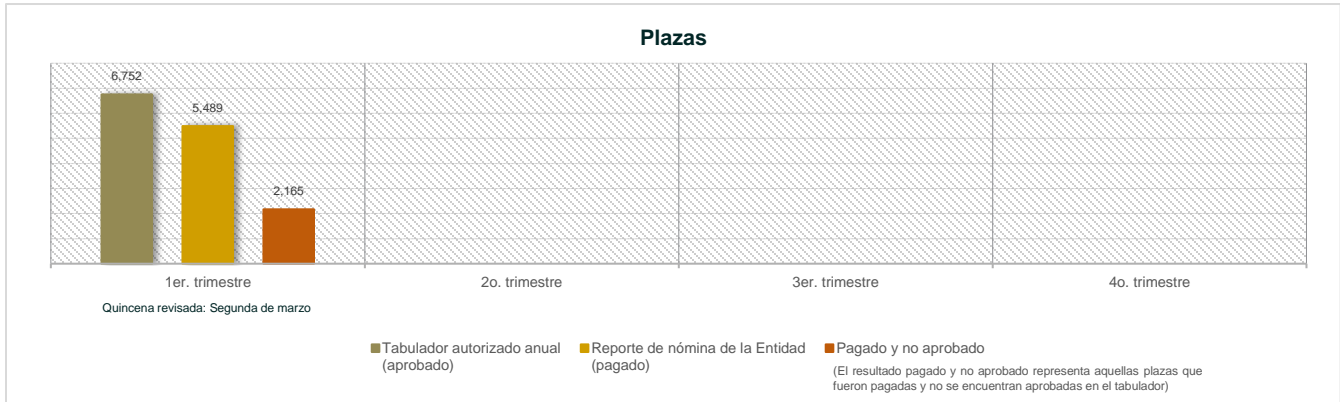 Plazas
6,752
5,489
2,165
1er. trimestre
2o. trimestre
3er. trimestre
4o. trimestre
Quincena revisada: Segunda de marzo
Tabulador autorizado anual
(aprobado)
Reporte de nómina de la Entidad
(pagado)
Pagado y no aprobado
(El resultado pagado y no aprobado representa aquellas plazas que
fueron pagadas y no se encuentran aprobadas en el tabulador)